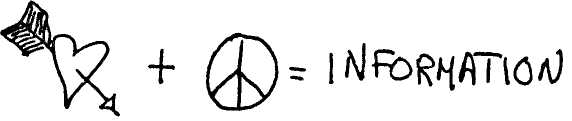 + = INFORMATION